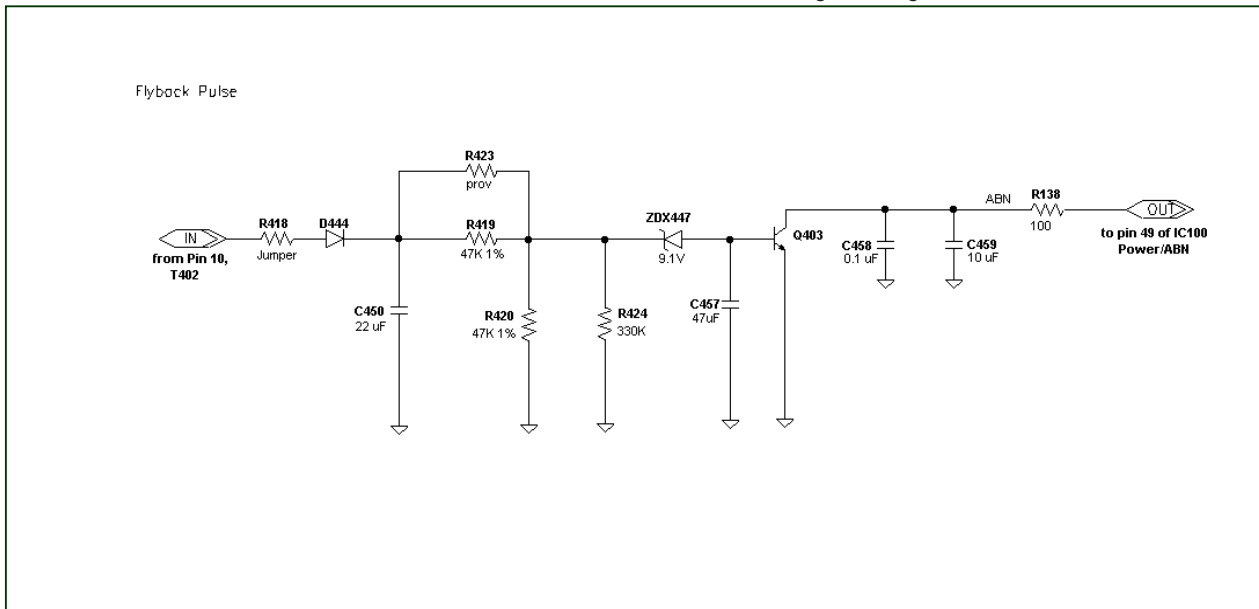 Flyback Pulse
R423
prov
R418
Jumper
D444
R419
47K 1%
ZDX447
9.1V
Q403
ABN
R138
100
IN
from Pin 10,
T402
OUT
to pin 49 of IC100
Power/ABN
C458
0.1 uF
C459
10 uF
C450
22 uF
R420
47K 1%
R424
330K
C457
47uF